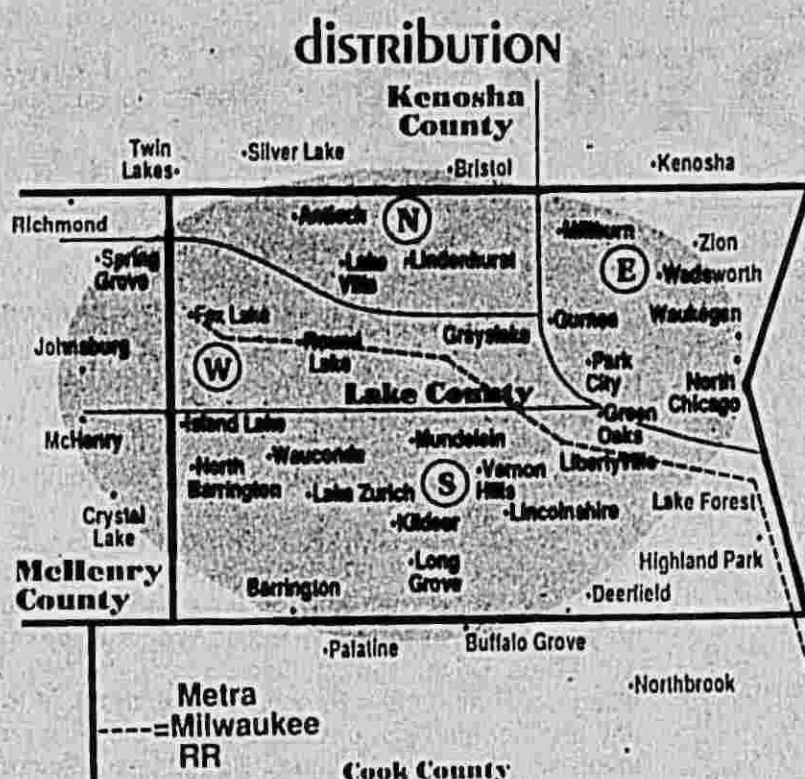 distribution
Kenosha
County
Twin
Lakes
Silver Lake
Bristol
Kenosha
Richmond
Antioch
N
Millburn
Zion
Spring
Grove
Lake
Villa
Lindenhurst
E
Wadsworth
Fox Lake
Gurnee
Waukegan
Johnsburg
Round
Lake
Grayslake
W
Park
City
North
Chicago
Lake County
McHenry
Island Lake
Green
Oaks
Mundelein
Wauconda
Libertyville
North
Barrington
Lake Zurich
S
Vernon
Hills
Crystal
Lake
Lincolnshire
Lake Forest
Kildeer
Highland Park
McHenry
County
Long
Grove
Barrington
Deerfield
Palatine
Buffalo Grove
Northbrook
Metra
----=Milwaukee
RR
Cook County